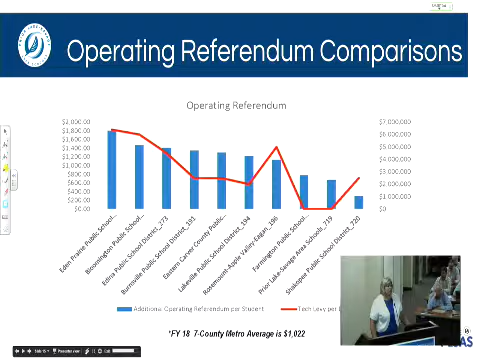 Operating Referendum Comparisons
Operating Referendum
$2,000.00
$1,800.00
$1,600.00
$1,400.00
$1,200.00
$1,000.00
$800.00
$600.00
$400.00
$200.00
$0.00
$7,000,000
$6,000,000
$5,000,000
$4,000,000
$3,000,000
$2,000,000
$1,000,000
$0
Eden Prairie Public School...
Bloomington Public School...
Edina Public School District_273
Burnsville Public School District_191
Eastern Carver County Public...
Lakeville Public School District_194
Rosemount-Apple Valley-Eagan_196
Farmington Public School...
Prior Lake-Savage Area Schools_719
Shakopee Public School District_720
Additional Operating Referendum per Student
Tech Levy per
*FY 18 7-County Metro Average is $1,022